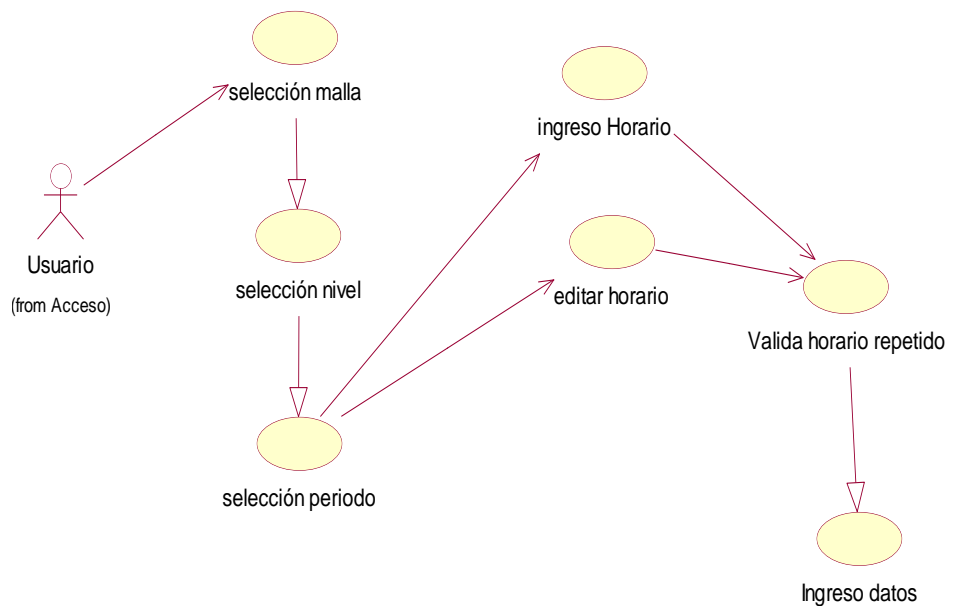 selección malla
ingreso Horario
Usuario
(from Acceso)
selección nivel
editar horario
Valida horario repetido
selección periodo
Ingreso datos